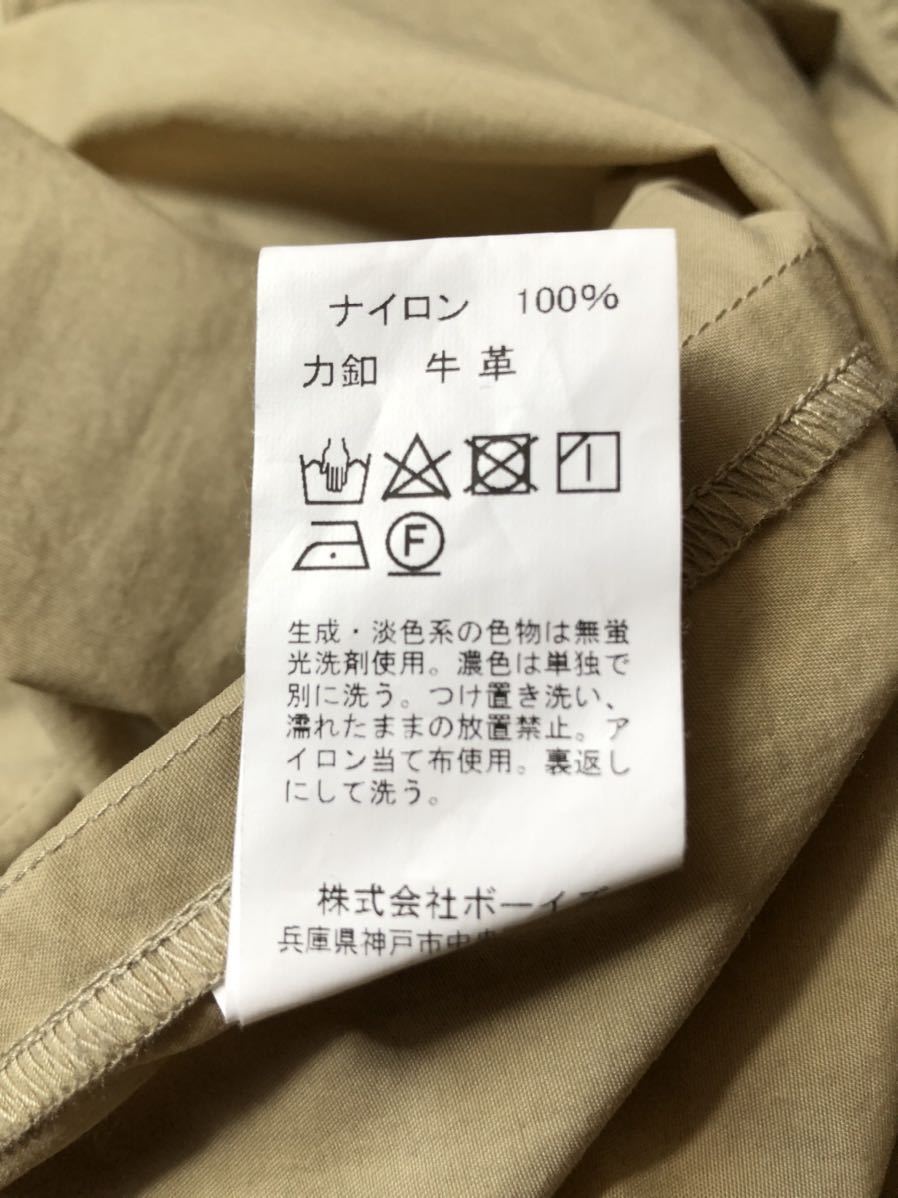 ナイロン 100%
力釦 牛革
F
生成・淡色系の色物は無蛍
光洗剤使用。濃色は単独で
別に洗う。つけ置き洗い、
濡れたままの放置禁止。ア
イロン当て布使用。裏返し
にして洗う。
株式会社ボーイズ
兵庫県神戸市中央